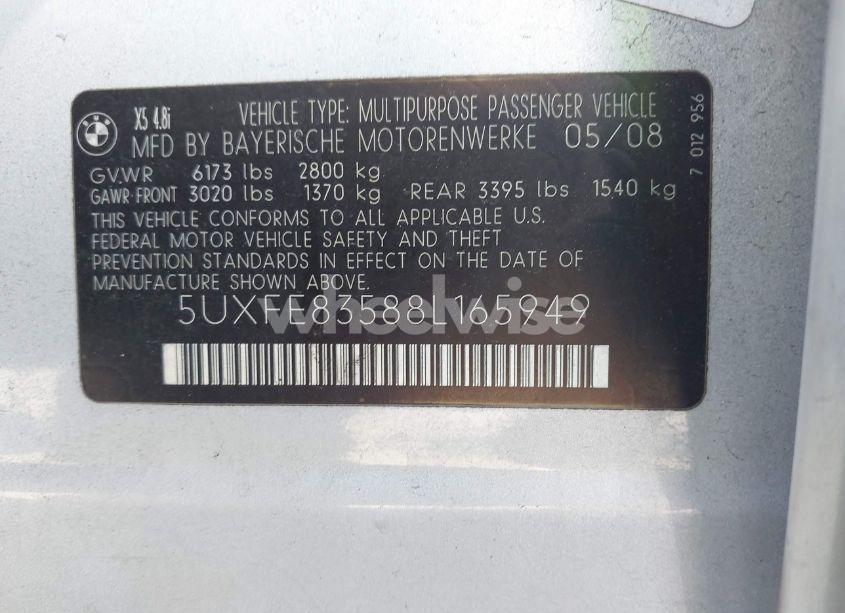 BMW
X5 4.8i
VEHICLE TYPE: MULTIPURPOSE PASSENGER VEHICLE
MFD BY BAYERISCHE MOTORENWERKE 05/08
GVWR 6173 lbs 2800 kg
GAWR-FRONT 3020 lbs 1370 kg REAR 3395 lbs 1540 kg
THIS VEHICLE CONFORMS TO ALL APPLICABLE U.S.
FEDERAL MOTOR VEHICLE SAFETY AND THEFT
PREVENTION STANDARDS IN EFFECT ON THE DATE OF
MANUFACTURE SHOWN ABOVE.
5UXFE83588L165949
wheelwise
7 012 956